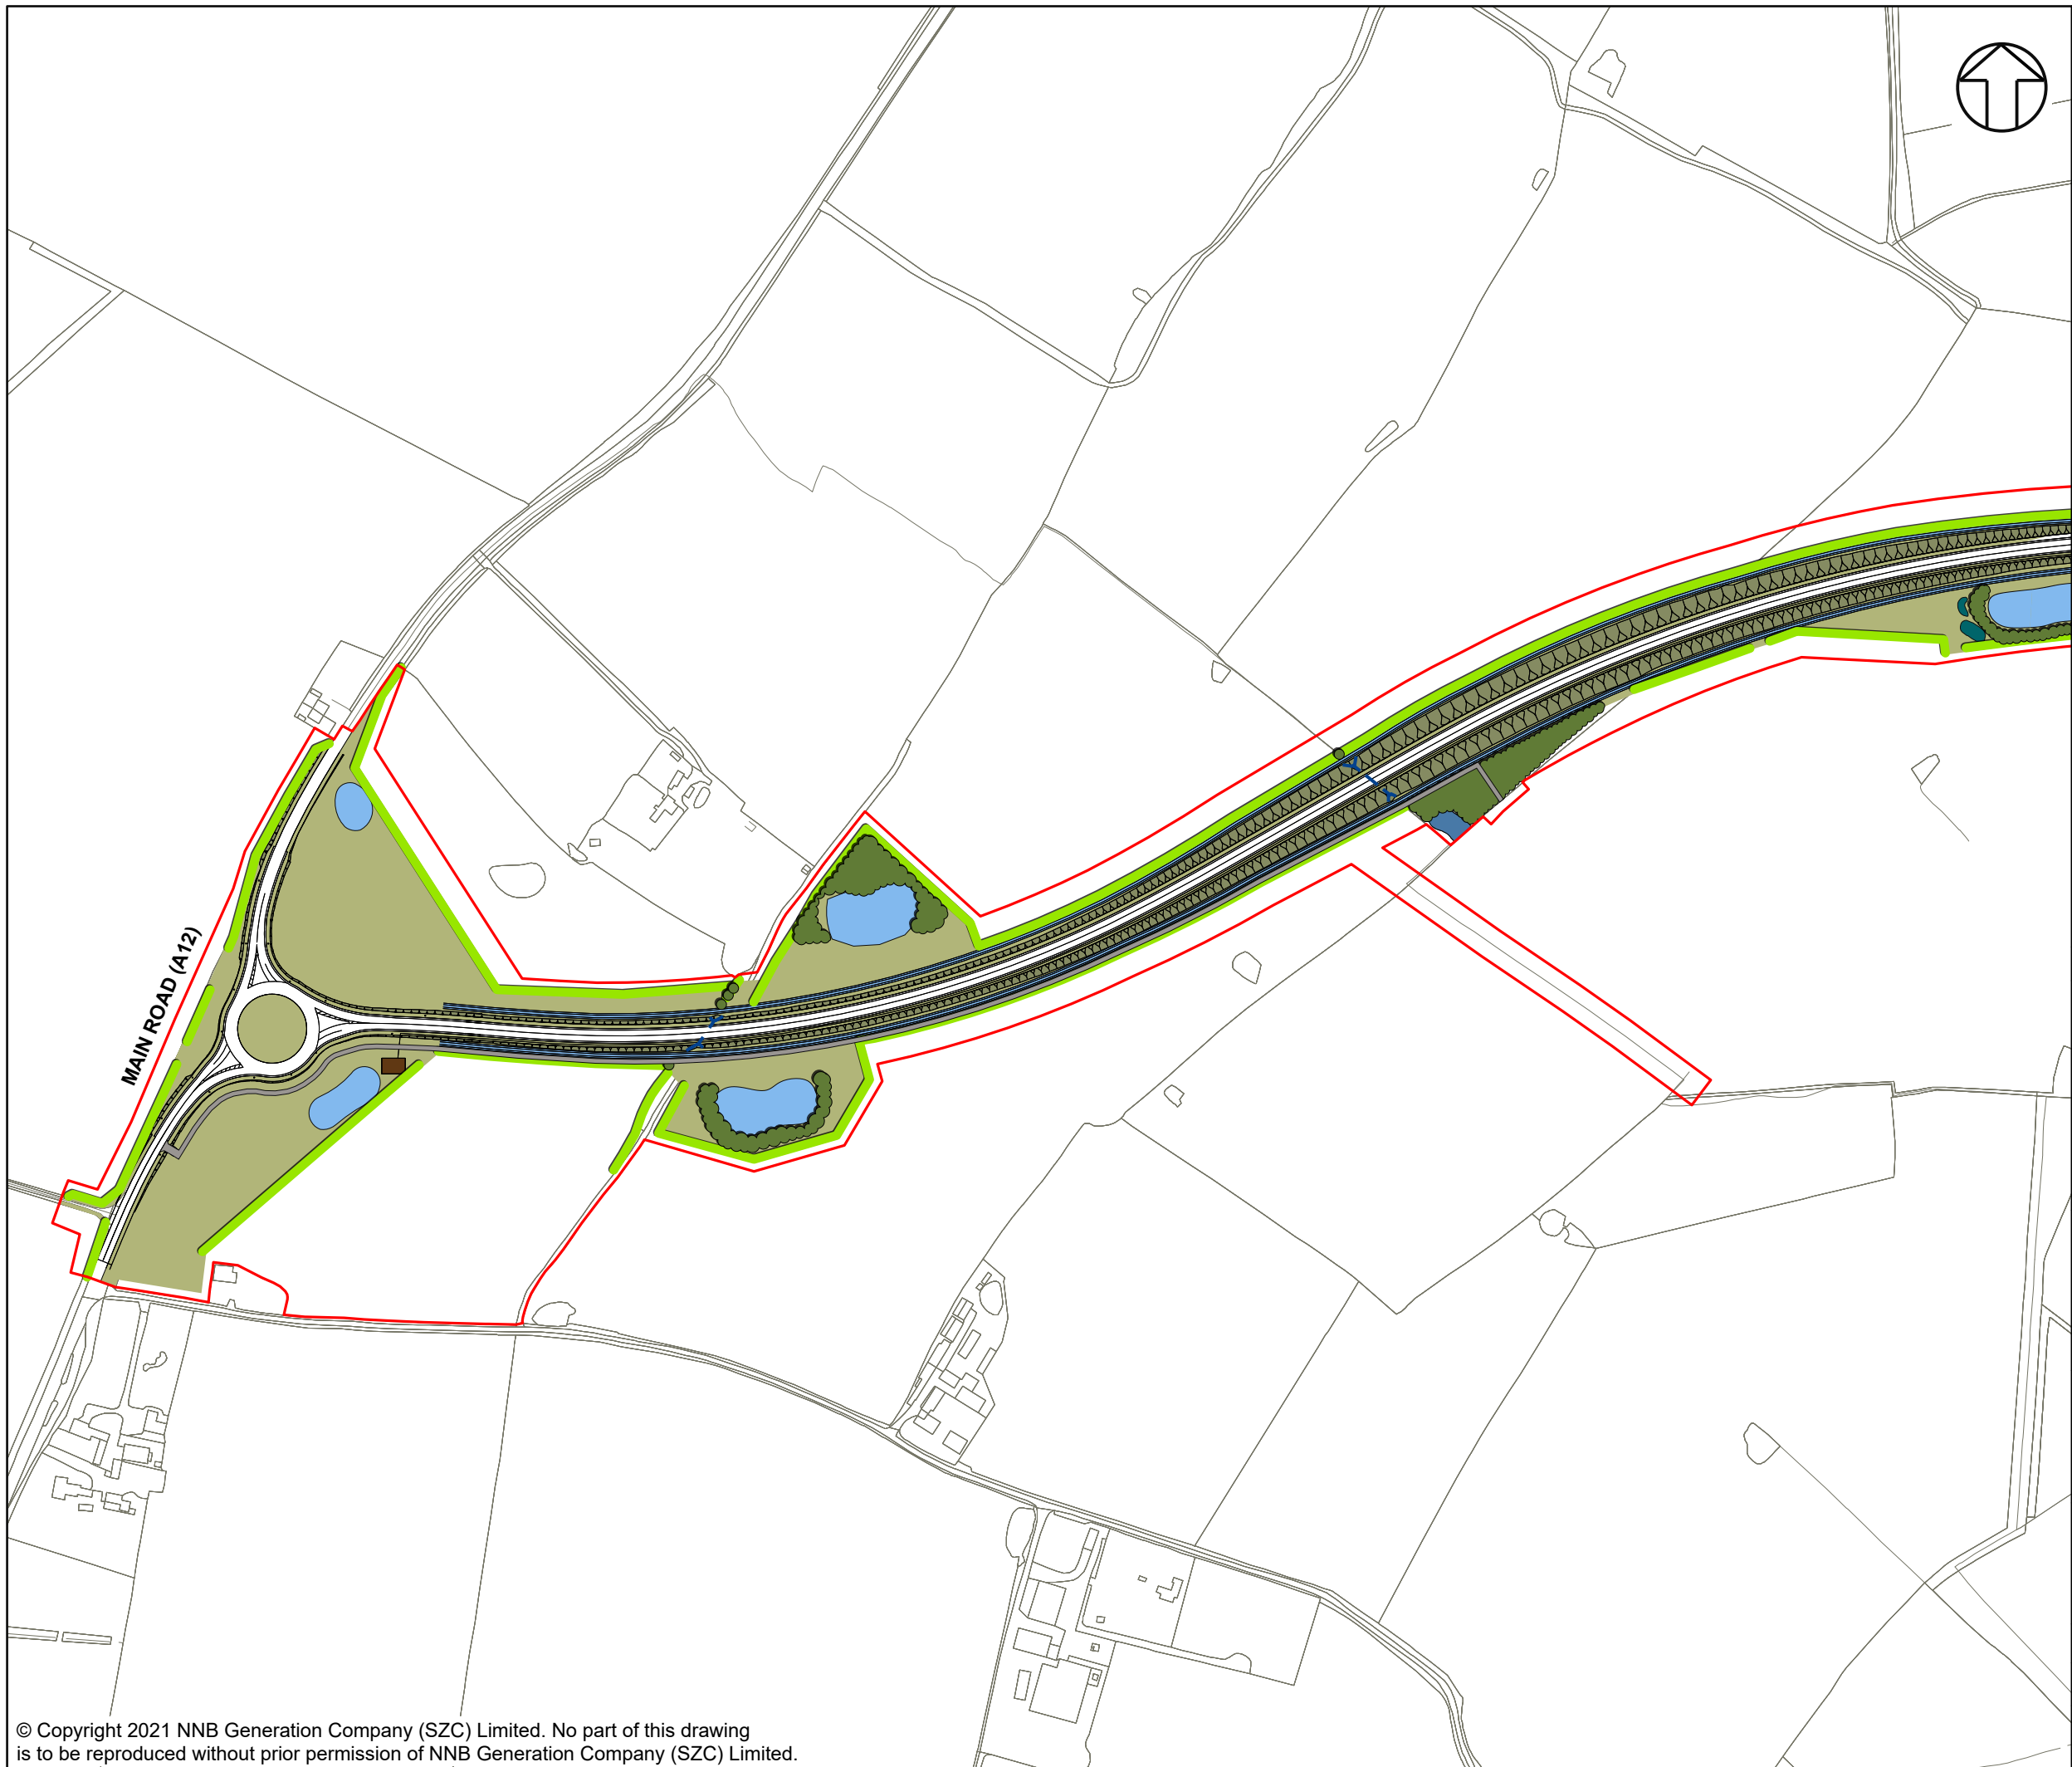 MAIN ROAD (A12)
© Copyright 2021 NNB Generation Company (SZC) Limited. No part of this drawing
is to be reproduced without prior permission of NNB Generation Company (SZC) Limited.